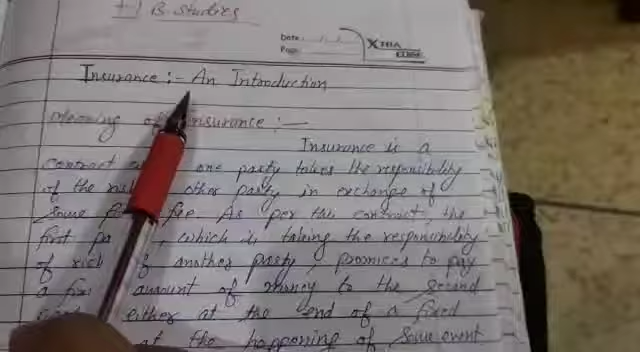 B. Studies
Date
Page
XTRA
Insurance :- An Introduction
Meaning of Insurance :-
Insurance is a
contract one party takes the responsibility
of the other party in exchange of
some fee. As per this contract, the
first , which is taking the responsibility
of another party, promises to pay
a amount of money to the second
either at the end of a fixed
at the happening of some event